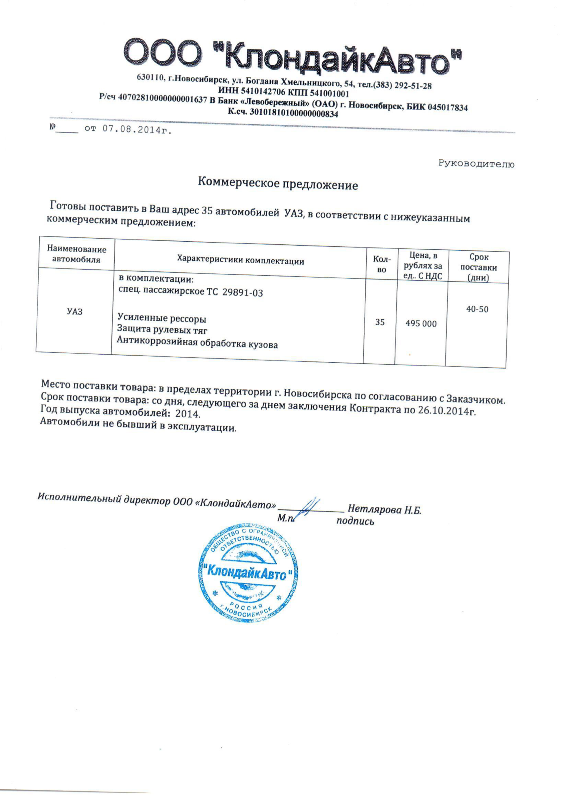 ООО "КлондайкАвто"
630110, г.Новосибирск, ул. Богдана Хмельницкого, 54, тел.(383) 292-51-28
ИНН 5410142706 КПП 541001001
Р/сч 40702810000000001637 В Банк «Левобережный» (ОАО) г. Новосибирск, БИК 045017834
К.сч. 30101810100000000834
№____ от 07.08.2014г.
Руководителю
Коммерческое предложение
Готовы поставить в Ваш адрес 35 автомобилей УАЗ, в соответствии с нижеуказанным
коммерческим предложением:
Наименование автомобиля Характеристики комплектации Кол-во Цена, в рублях за ед.. С НДС Срок поставки (дни)
УАЗ
в комплектации:
спец. пассажирское ТС 29891-03
Усиленные рессоры
Защита рулевых тяг
Антикоррозийная обработка кузова
35
495 000
40-50
Место поставки товара: в пределах территории г. Новосибирска по согласованию с Заказчиком.
Срок поставки товара: со дня, следующего за днем заключения Контракта по 26.10.2014г.
Год выпуска автомобилей: 2014.
Автомобили не бывший в эксплуатации.
Исполнительный директор ООО «КлондайкАвто» ____________ Нетлярова Н.Б.
М.п. подпись
ОБЩЕСТВО С ОГРАНИЧЕННОЙ
ОТВЕТСТВЕННОСТЬЮ
"КлондайкАвто"
РОССИЯ
г. НОВОСИБИРСК